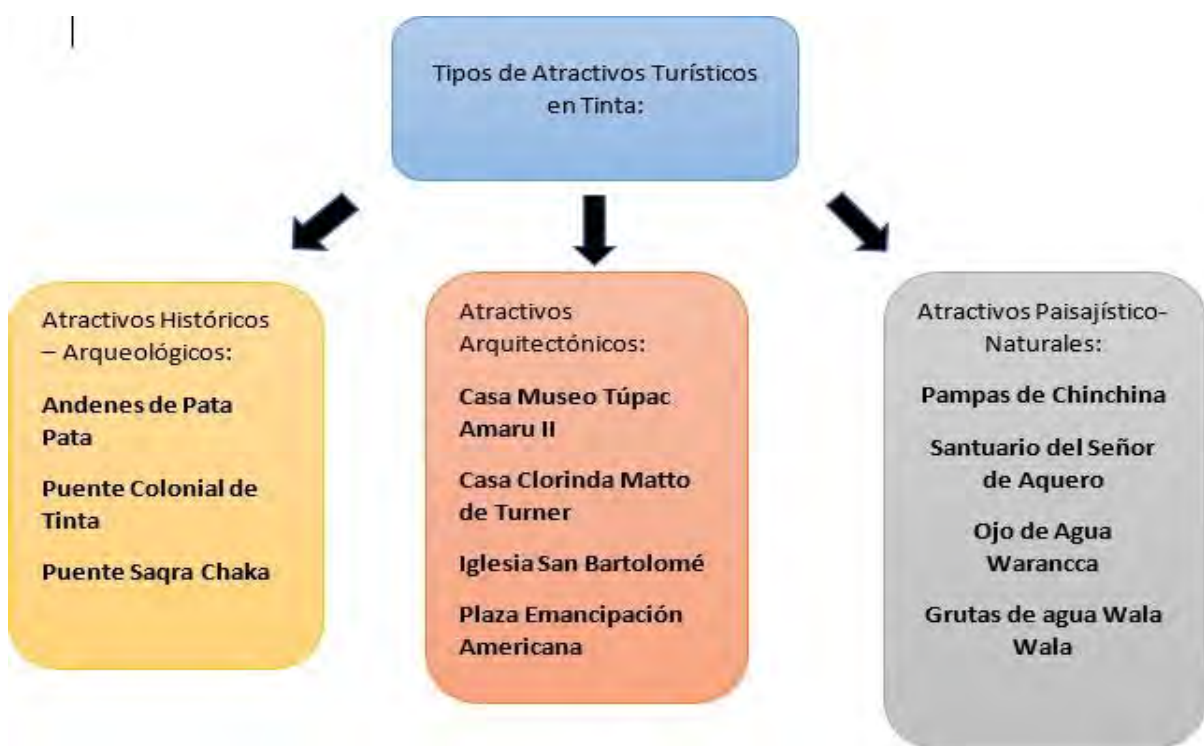 Tipos de Atractivos Turísticos
en Tinta:
Atractivos Históricos
– Arqueológicos:
Andenes de Pata
Pata
Puente Colonial de
Tinta
Puente Saqra Chaka
Atractivos
Arquitectónicos:
Casa Museo Túpac
Amaru II
Casa Clorinda Matto
de Turner
Iglesia San Bartolomé
Plaza Emancipación
Americana
Atractivos Paisajístico-
Naturales:
Pampas de Chinchina
Santuario del Señor
de Aquero
Ojo de Agua
Warancca
Grutas de agua Wala
Wala